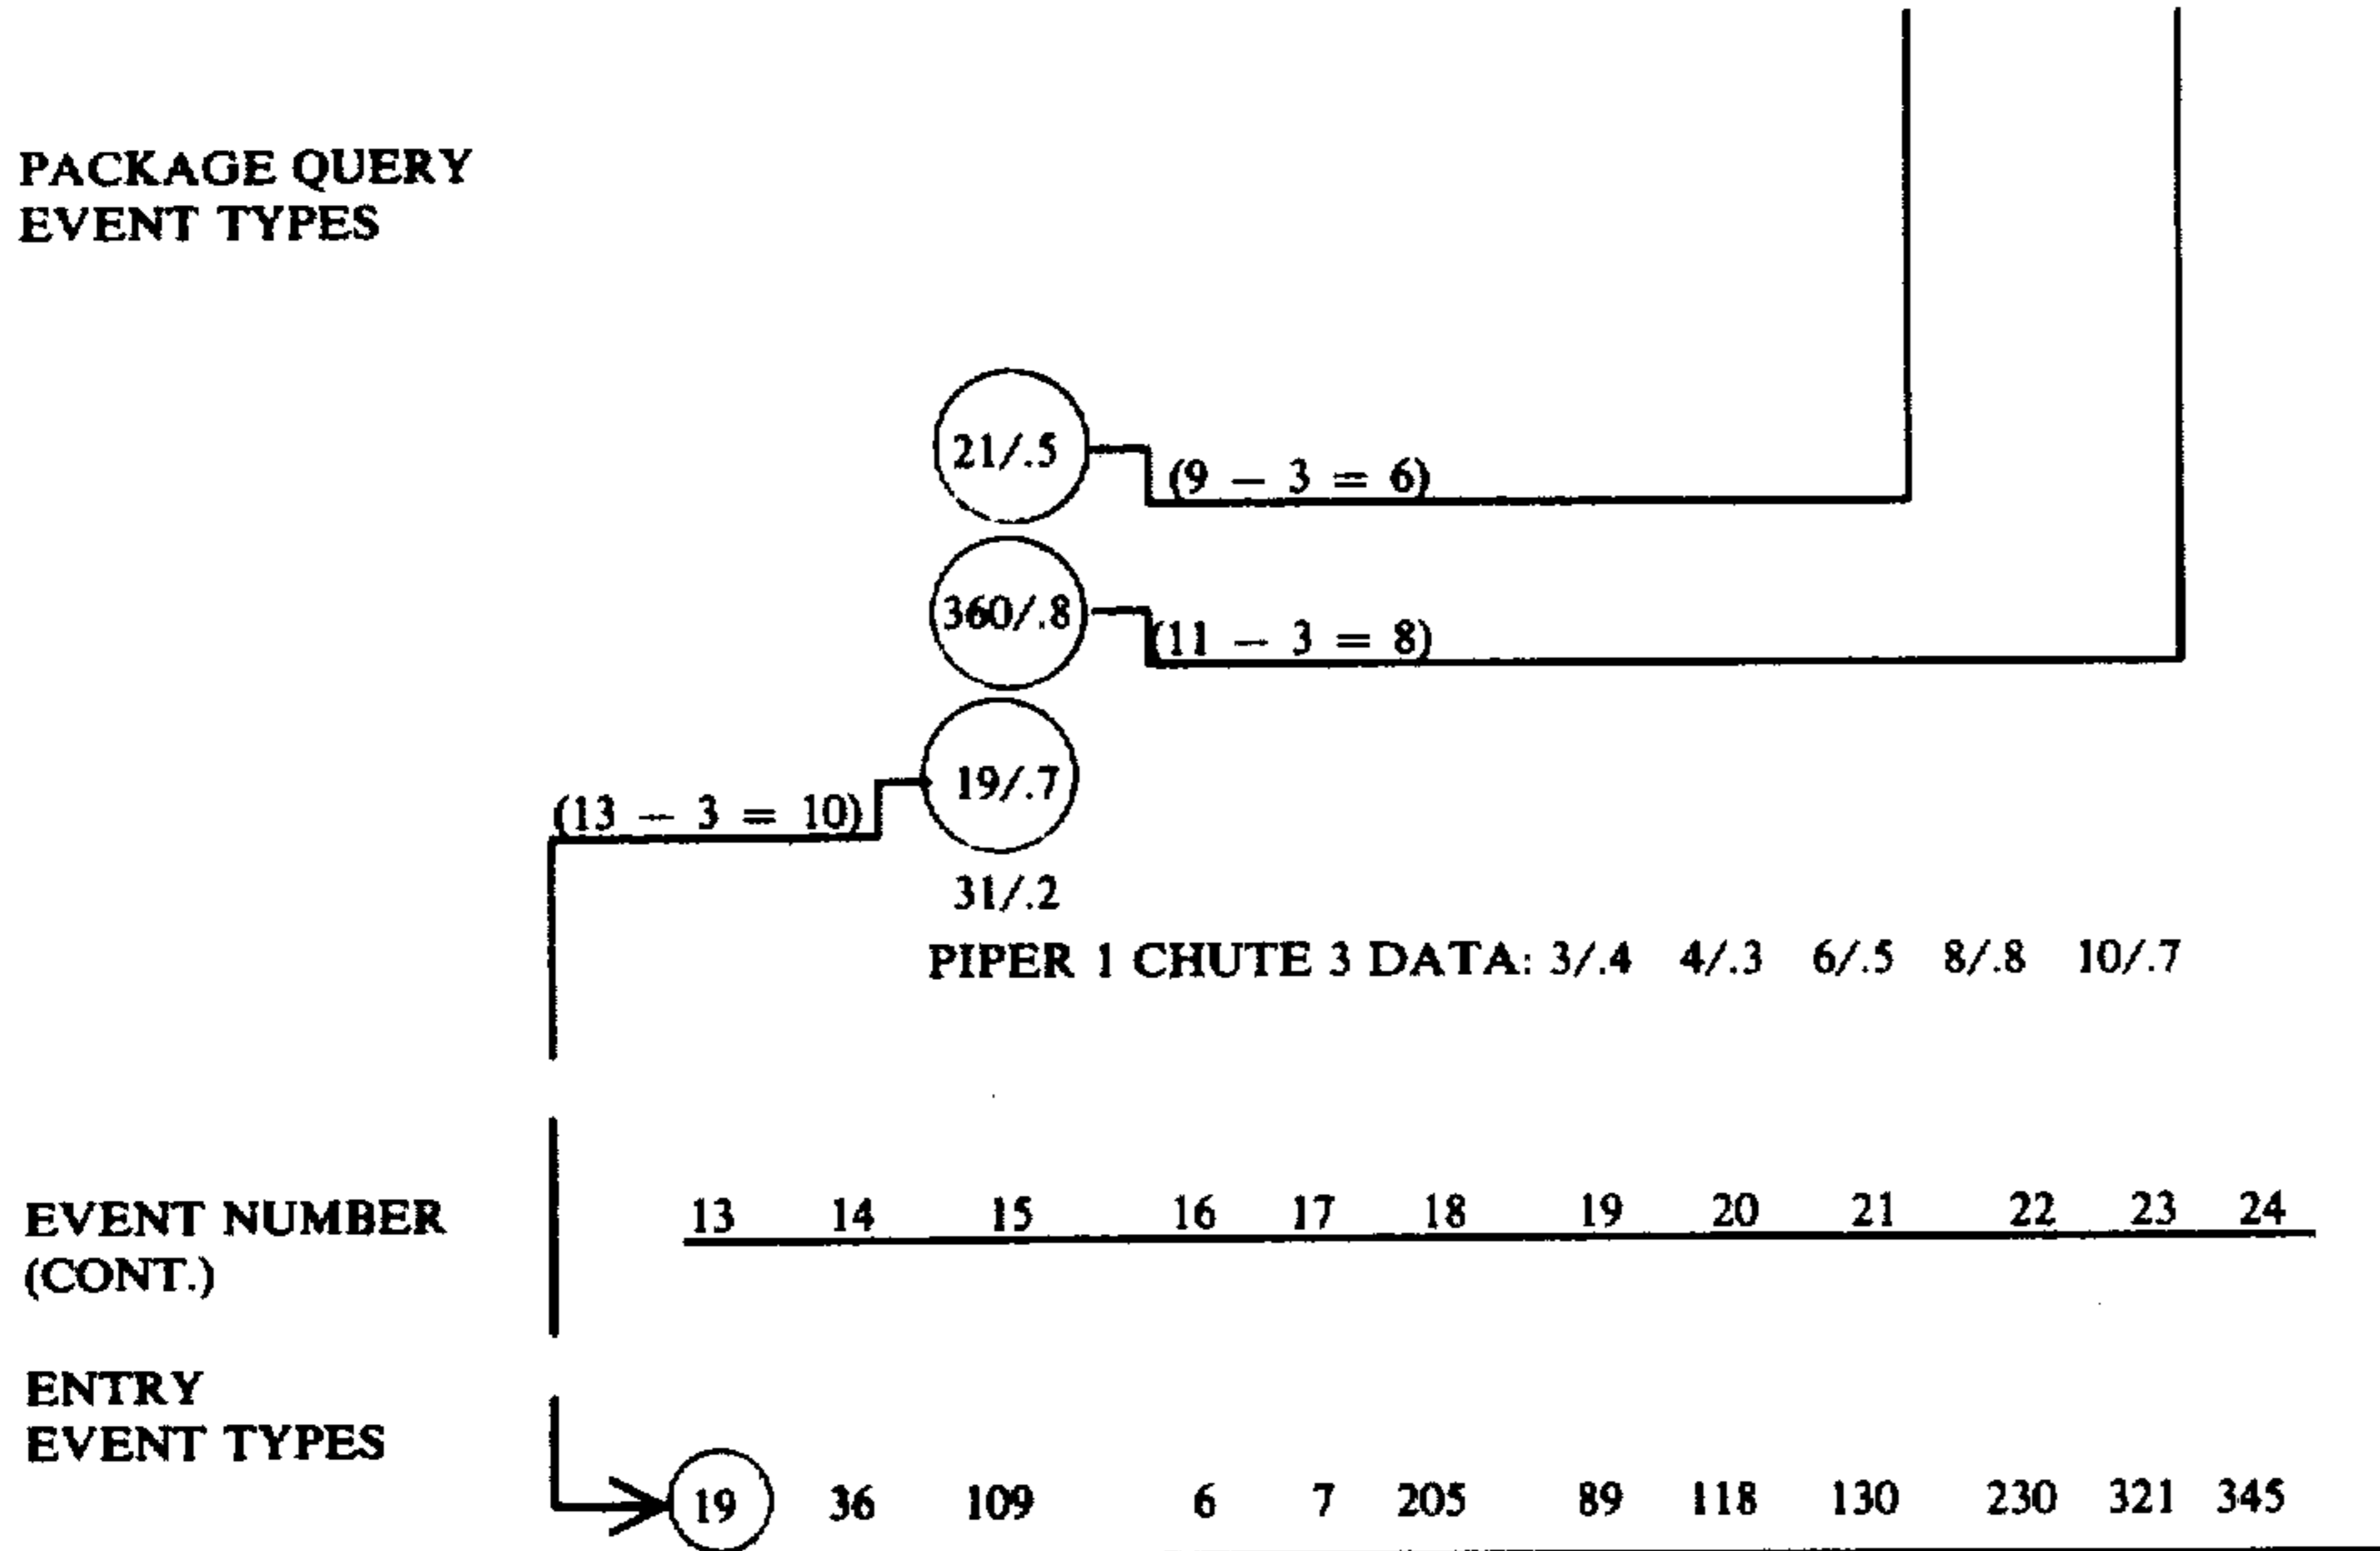 PACKAGE QUERY
EVENT TYPES
21/.5
(9 – 3 = 6)
360/.8
(11 – 3 = 8)
19/.7
(13 – 3 = 10)
31/.2
PIPER 1 CHUTE 3 DATA: 3/.4 4/.3 6/.5 8/.8 10/.7
EVENT NUMBER 13 14 15 16 17 18 19 20 21 22 23 24
(CONT.)
ENTRY
EVENT TYPES
19 36 109 6 7 205 89 118 130 230 321 345